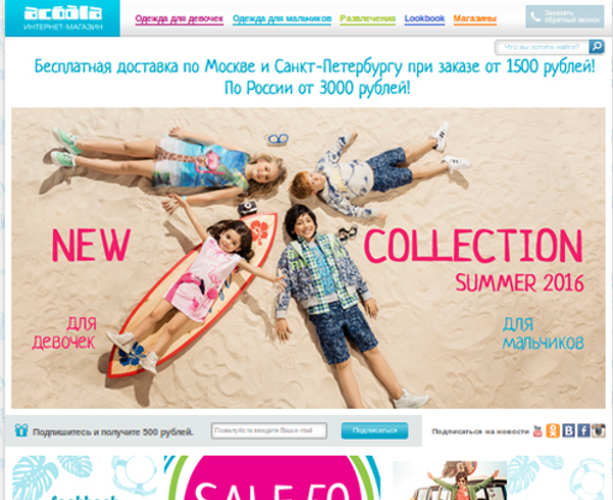 acoola
ИНТЕРНЕТ-МАГАЗИН
Одежда для девочек Одежда для мальчиков Развлечения Lookbook Магазины
Заказать
обратный звонок
Что вы хотите найти?
Бесплатная доставка по Москве и Санкт-Петербургу при заказе от 1500 рублей!
По России от 3000 рублей!
NEW COLLECTION
SUMMER 2016
для
девочек
для
мальчиков
Подпишитесь и получите 500 рублей.
Пожалуйста введите Ваш e-mail
Подписаться
Подписаться на новости
SALE 50